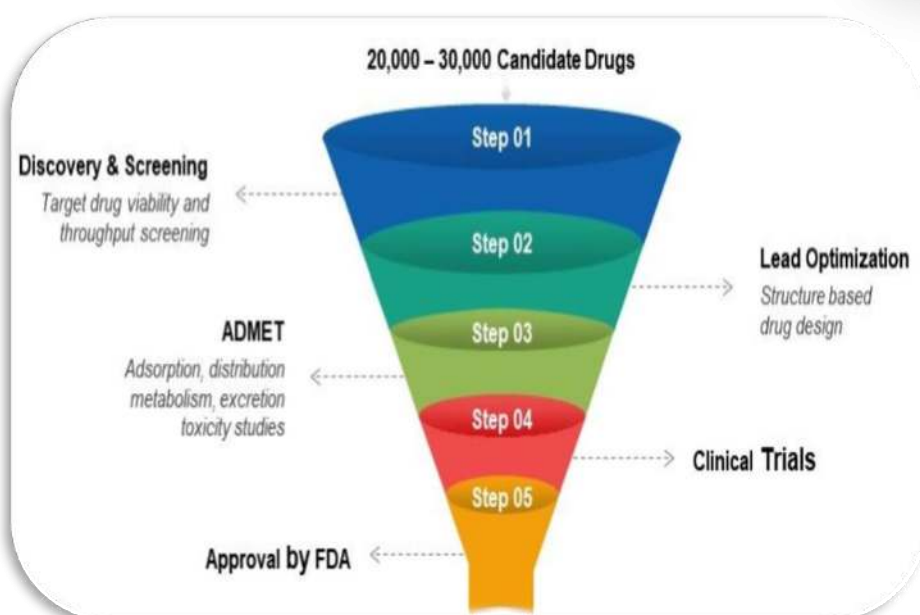 20,000 – 30,000 Candidate Drugs
Step 01
Discovery & Screening
Target drug viability and
throughput screening
Step 02
Lead Optimization
Structure based
drug design
Step 03
ADMET
Adsorption, distribution
metabolism, excretion
toxicity studies
Step 04
Clinical Trials
Step 05
Approval by FDA